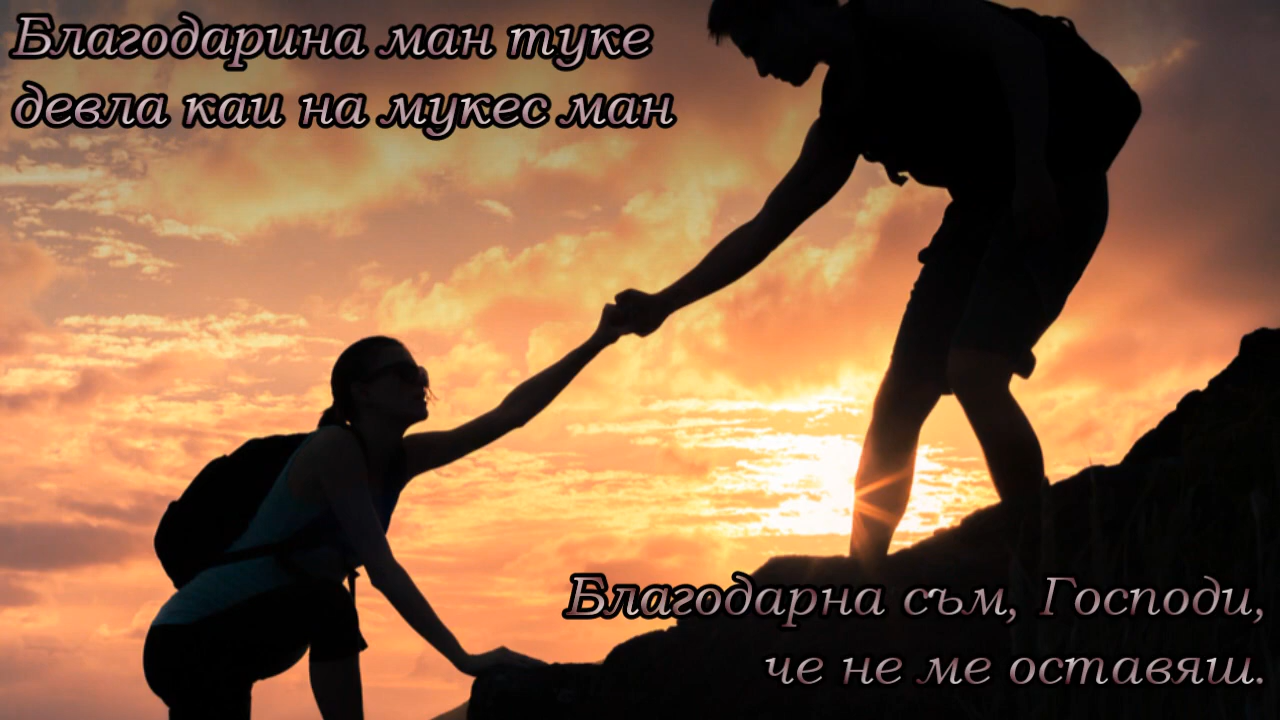 Благодарина ман туке
девла каи на мукес ман
Благодарна съм, Господи,
че не ме оставяш.